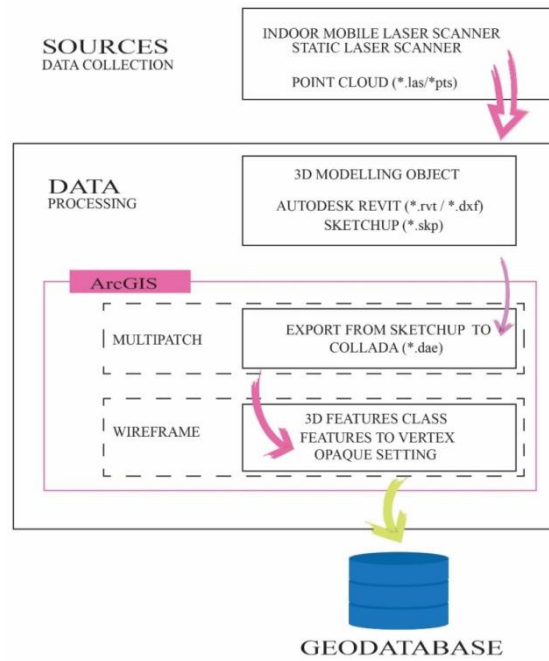 SOURCES
DATA COLLECTION
INDOOR MOBILE LASER SCANNER
STATIC LASER SCANNER
POINT CLOUD (*.las/*pts)
DATA
PROCESSING
3D MODELLING OBJECT
AUTODESK REVIT (*.rvt / *.dxf)
SKETCHUP (*.skp)
ArcGIS
MULTIPATCH
EXPORT FROM SKETCHUP TO
COLLADA (*.dae)
WIREFRAME
3D FEATURES CLASS
FEATURES TO VERTEX
OPAQUE SETTING
GEODATABASE